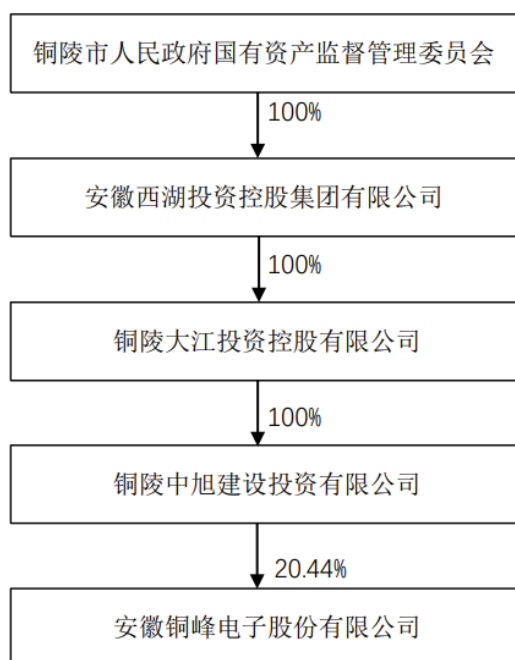 铜陵市人民政府国有资产监督管理委员会
100%
安徽西湖投资控股集团有限公司
100%
铜陵大江投资控股有限公司
100%
铜陵中旭建设投资有限公司
20.44%
安徽铜峰电子股份有限公司